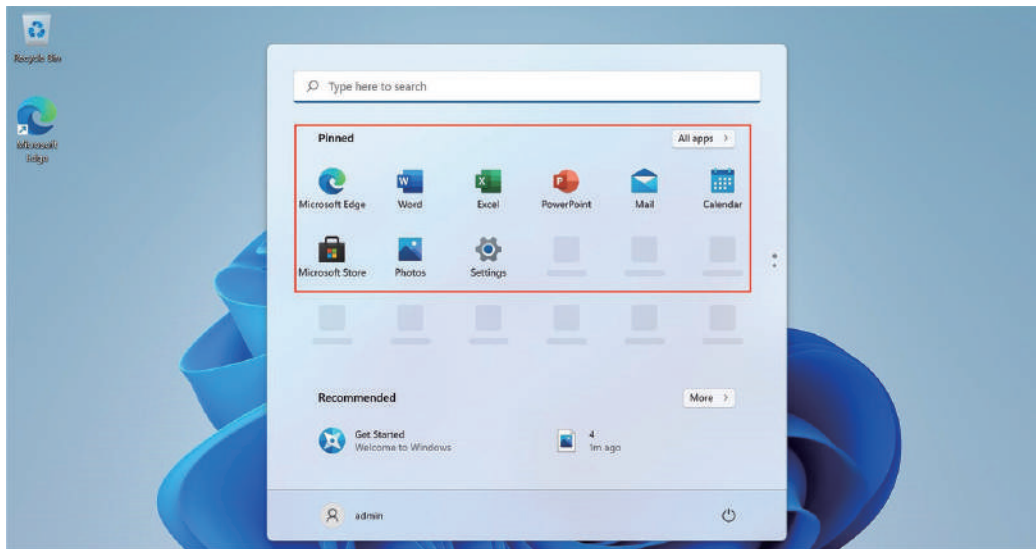 Recycle Bin
Microsoft
Edge
Type here to search
Pinned
All apps
Microsoft Edge
Word
Excel
PowerPoint
Mail
Calendar
Microsoft Store
Photos
Settings
Recommended
More
Get Started
Welcome to Windows
4
1m ago
admin